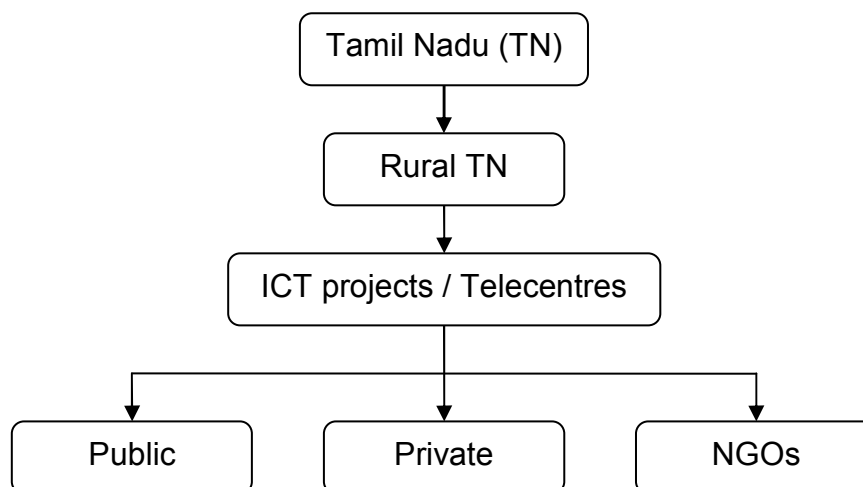 Tamil Nadu (TN)
Rural TN
ICT projects / Telecentres
Public
Private
NGOs